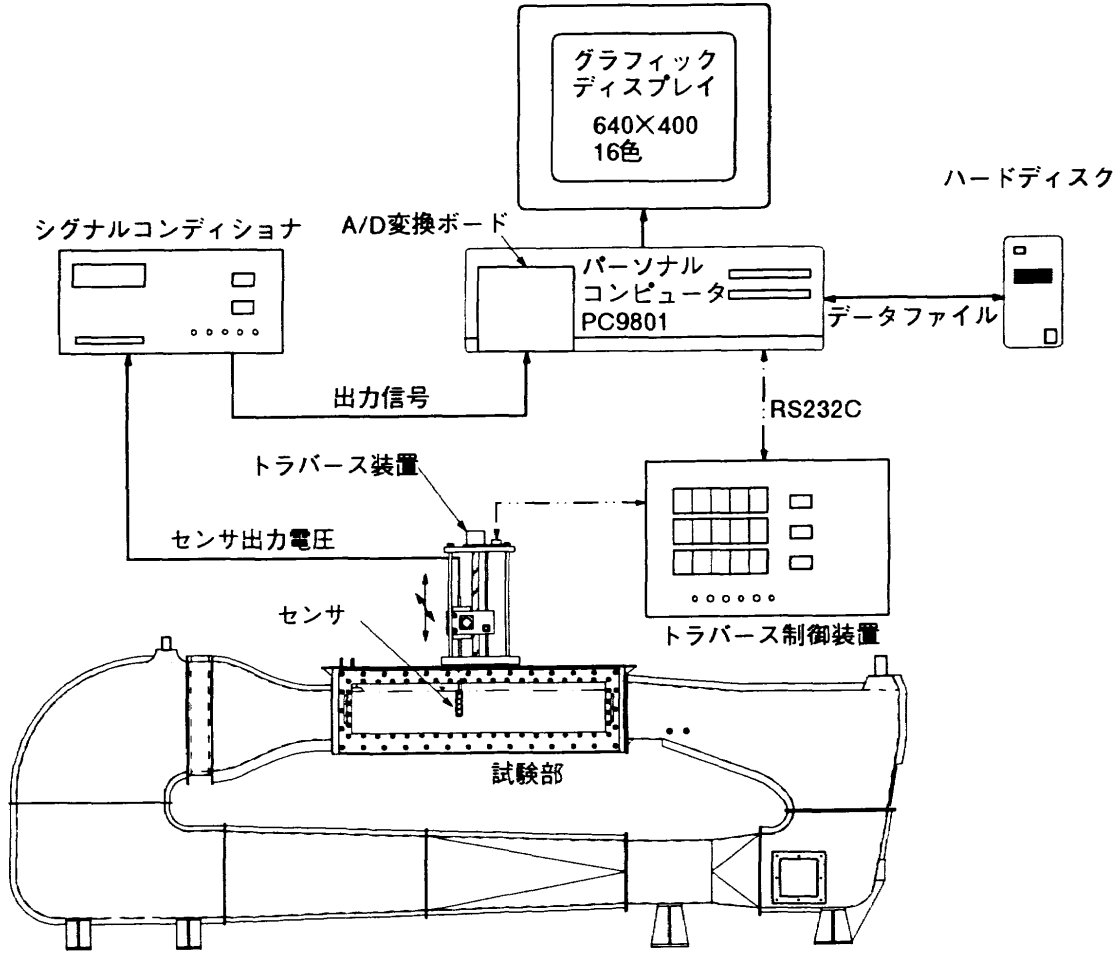 グラフィック
ディスプレイ
640×400
16色
ハードディスク
シグナルコンディショナ
A/D変換ボード
パーソナル
コンピュータ
PC9801
データファイル
出力信号
RS232C
トラバース装置
センサ出力電圧
センサ
トラバース制御装置
試験部